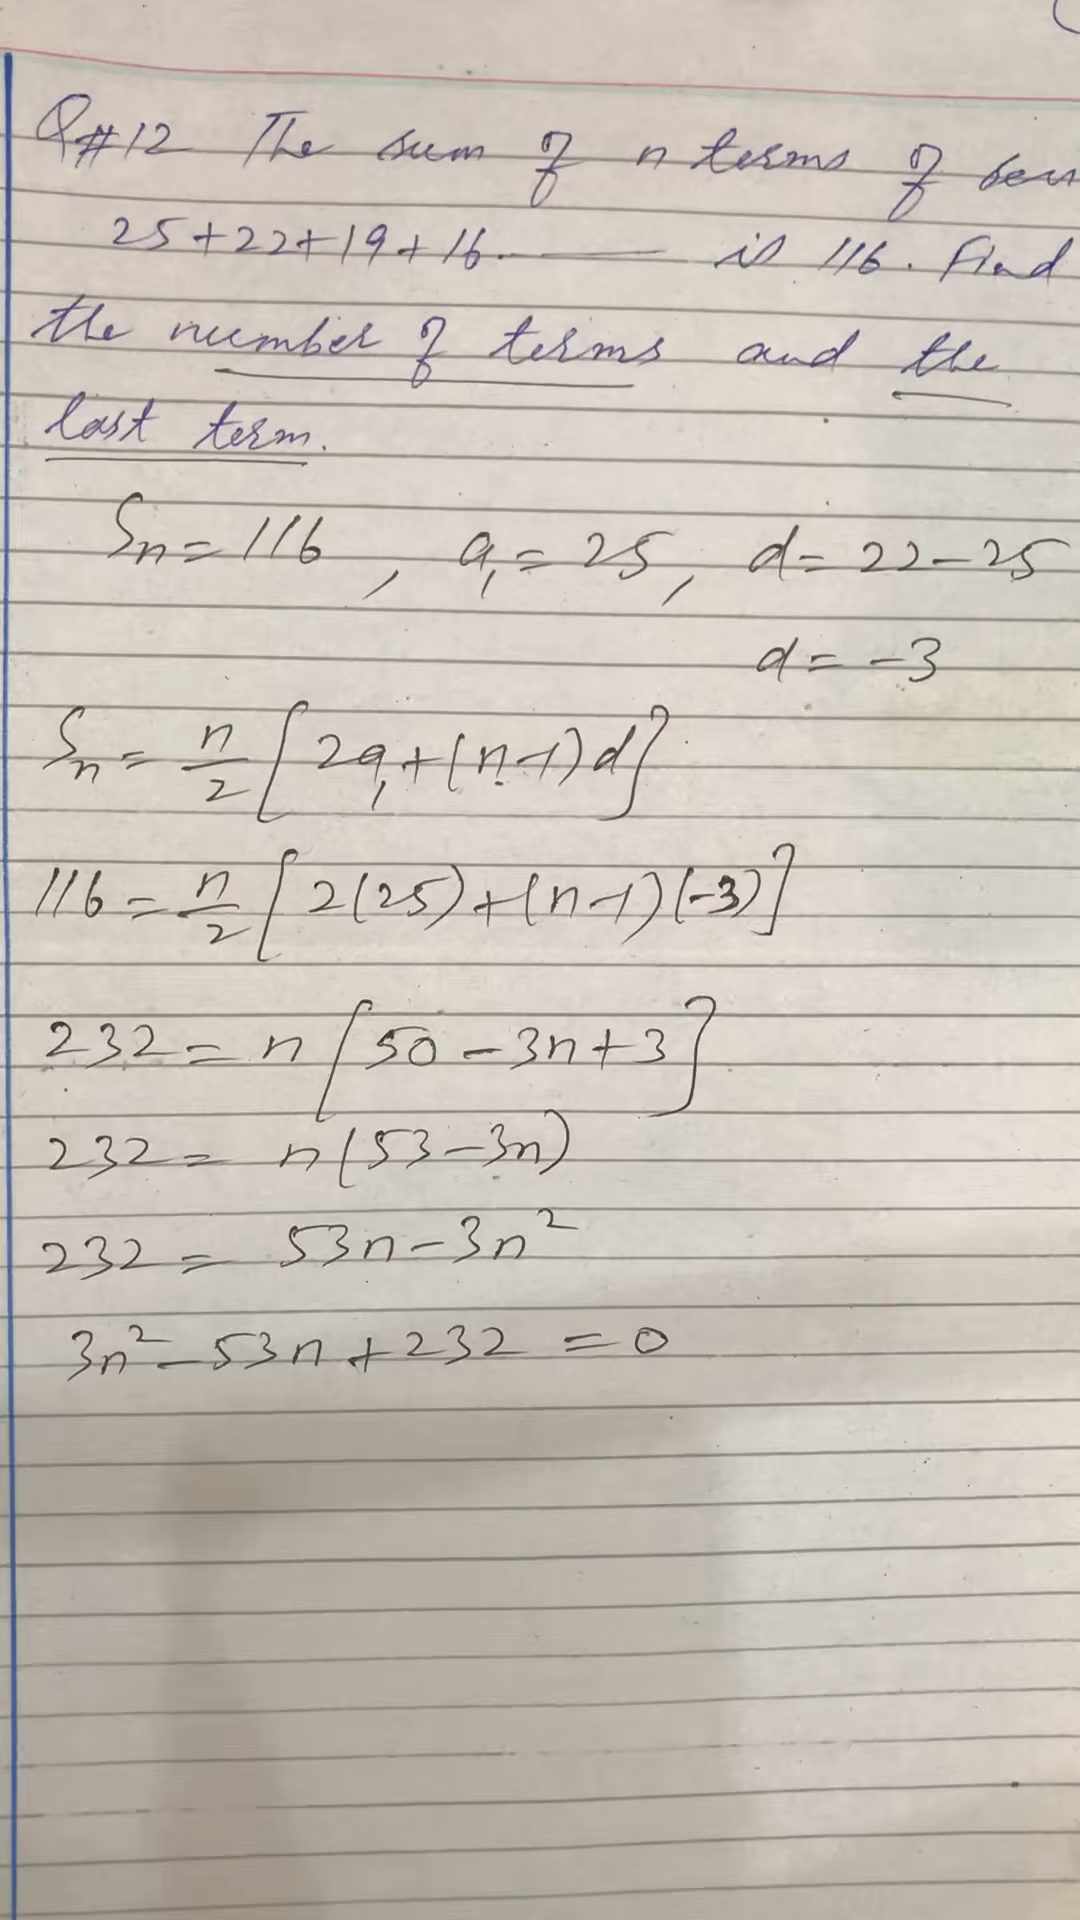 Q#12 The sum of n terms of
25+22+19+16.——— is 116. Find
the number of terms and the
last term.
Sn = 116 , a₁ = 25 , d = 22-25
d = -3
Sn = n/2 [2a₁+(n-1)d]
116 = n/2 [2(25)+(n-1)(-3)]
232 = n[50-3n+3]
232 = n(53-3n)
232 = 53n-3n²
3n²-53n+232 = 0